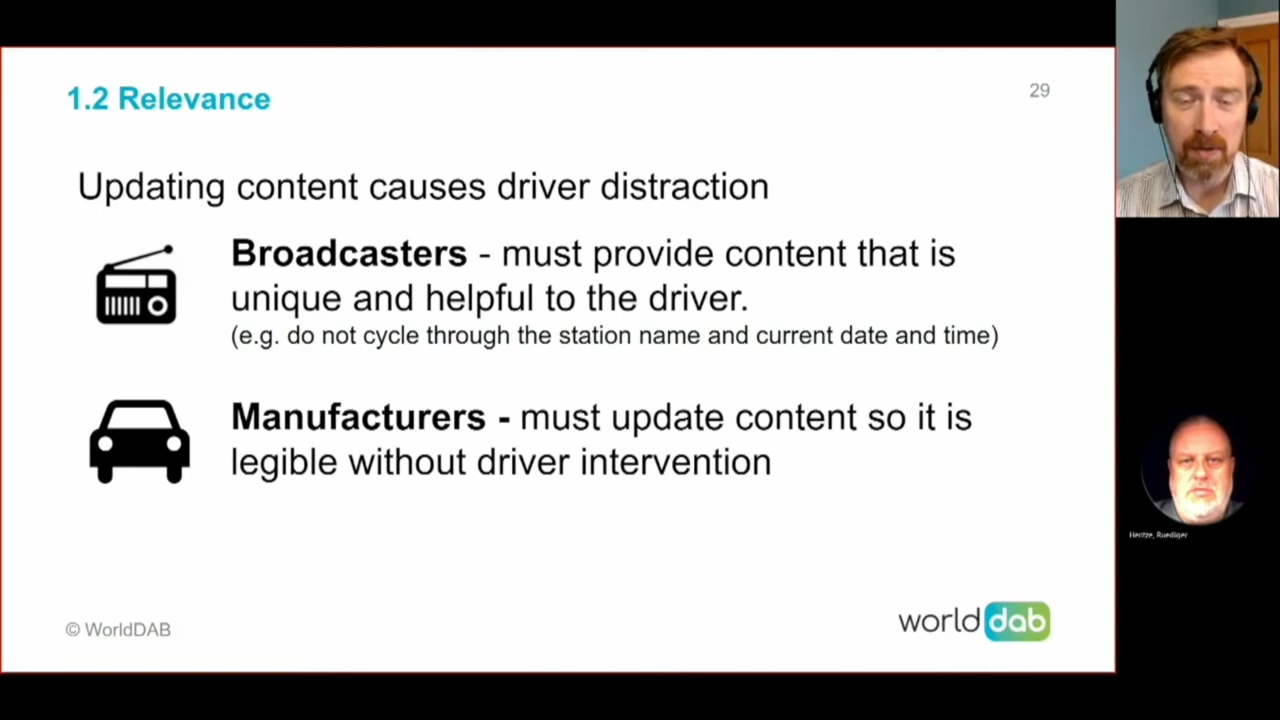 1.2 Relevance
29
Updating content causes driver distraction
Broadcasters - must provide content that is
unique and helpful to the driver.
(e.g. do not cycle through the station name and current date and time)
Manufacturers - must update content so it is
legible without driver intervention
© WorldDAB
world dab
Hentze, Ruediger